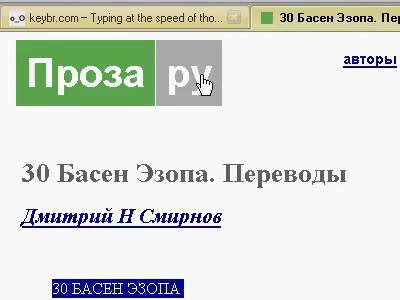 keybr.com – Typing at the speed of tho...
30 Басен Эзопа. Пе
Проза ру
авторы
30 Басен Эзопа. Переводы
Дмитрий Н Смирнов
30 БАСЕН ЭЗОПА